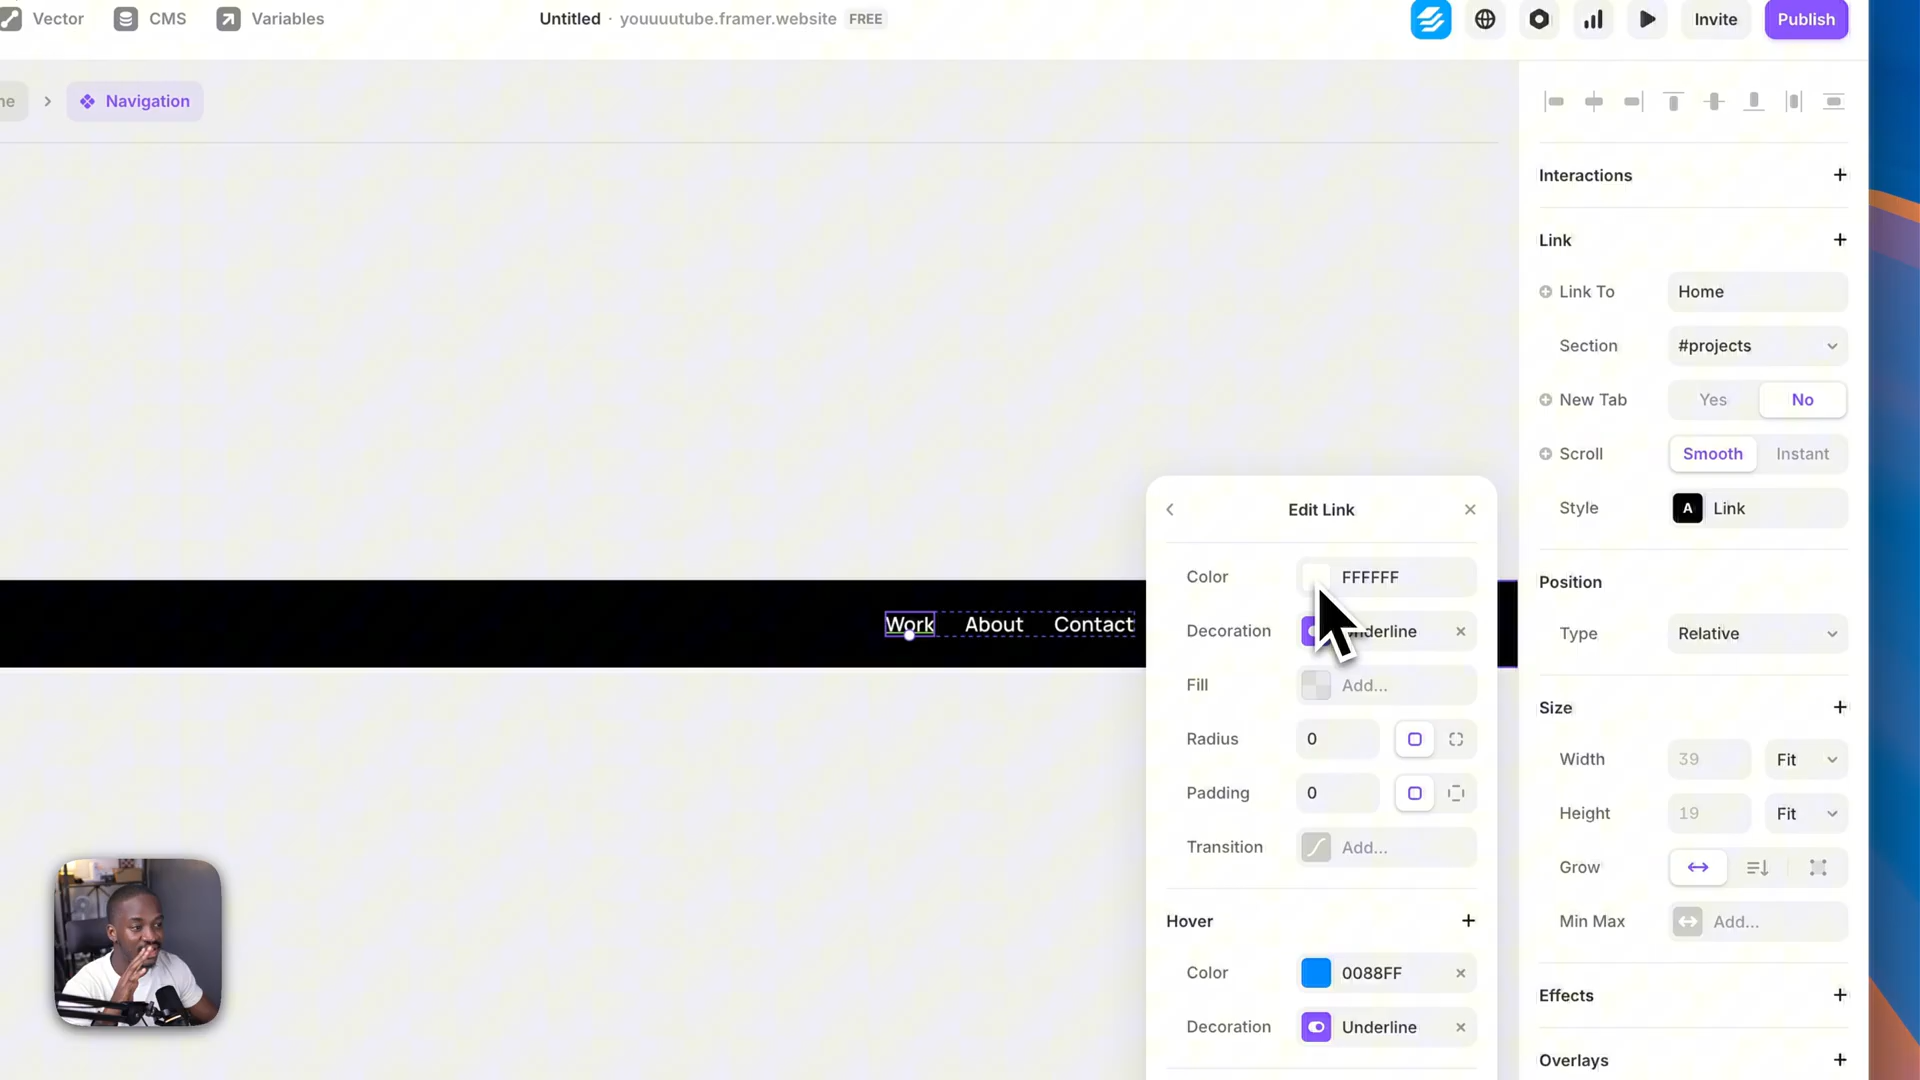 Vector CMS Variables Untitled · youuuutube.framer.website FREE Invite Publish
me Navigation
Interactions
Link
Link To Home
Section #projects
New Tab Yes No
Scroll Smooth Instant
Style A Link
Position
Type Relative
Size
Width 39 Fit
Height 19 Fit
Grow
Min Max Add...
Effects
Overlays
Work About Contact
Edit Link
Color FFFFFF
Decoration
Fill Add...
Radius 0
Padding 0
Transition Add...
Hover
Color 0088FF
Decoration Underline